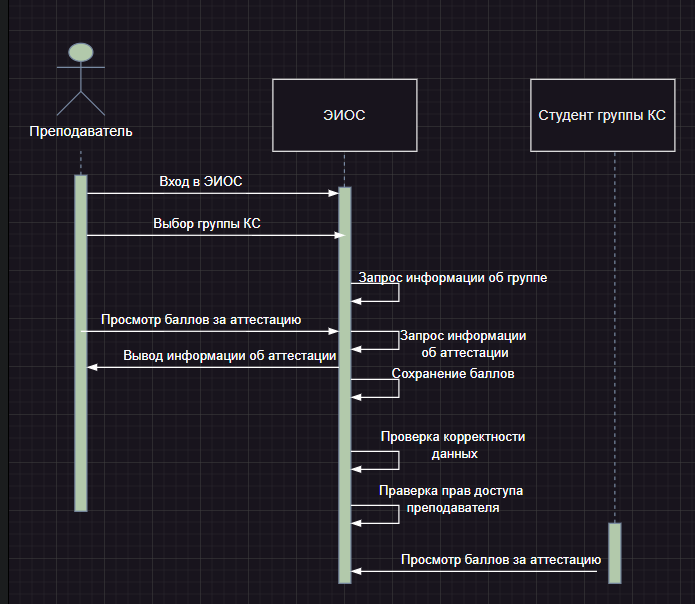 Преподаватель
ЭИОС
Студент группы КС
Вход в ЭИОС
Выбор группы КС
Запрос информации об группе
Просмотр баллов за аттестацию
Запрос информации
об аттестации
Вывод информации об аттестации
Сохранение баллов
Проверка корректности
данных
Праверка прав доступа
преподавателя
Просмотр баллов за аттестацию